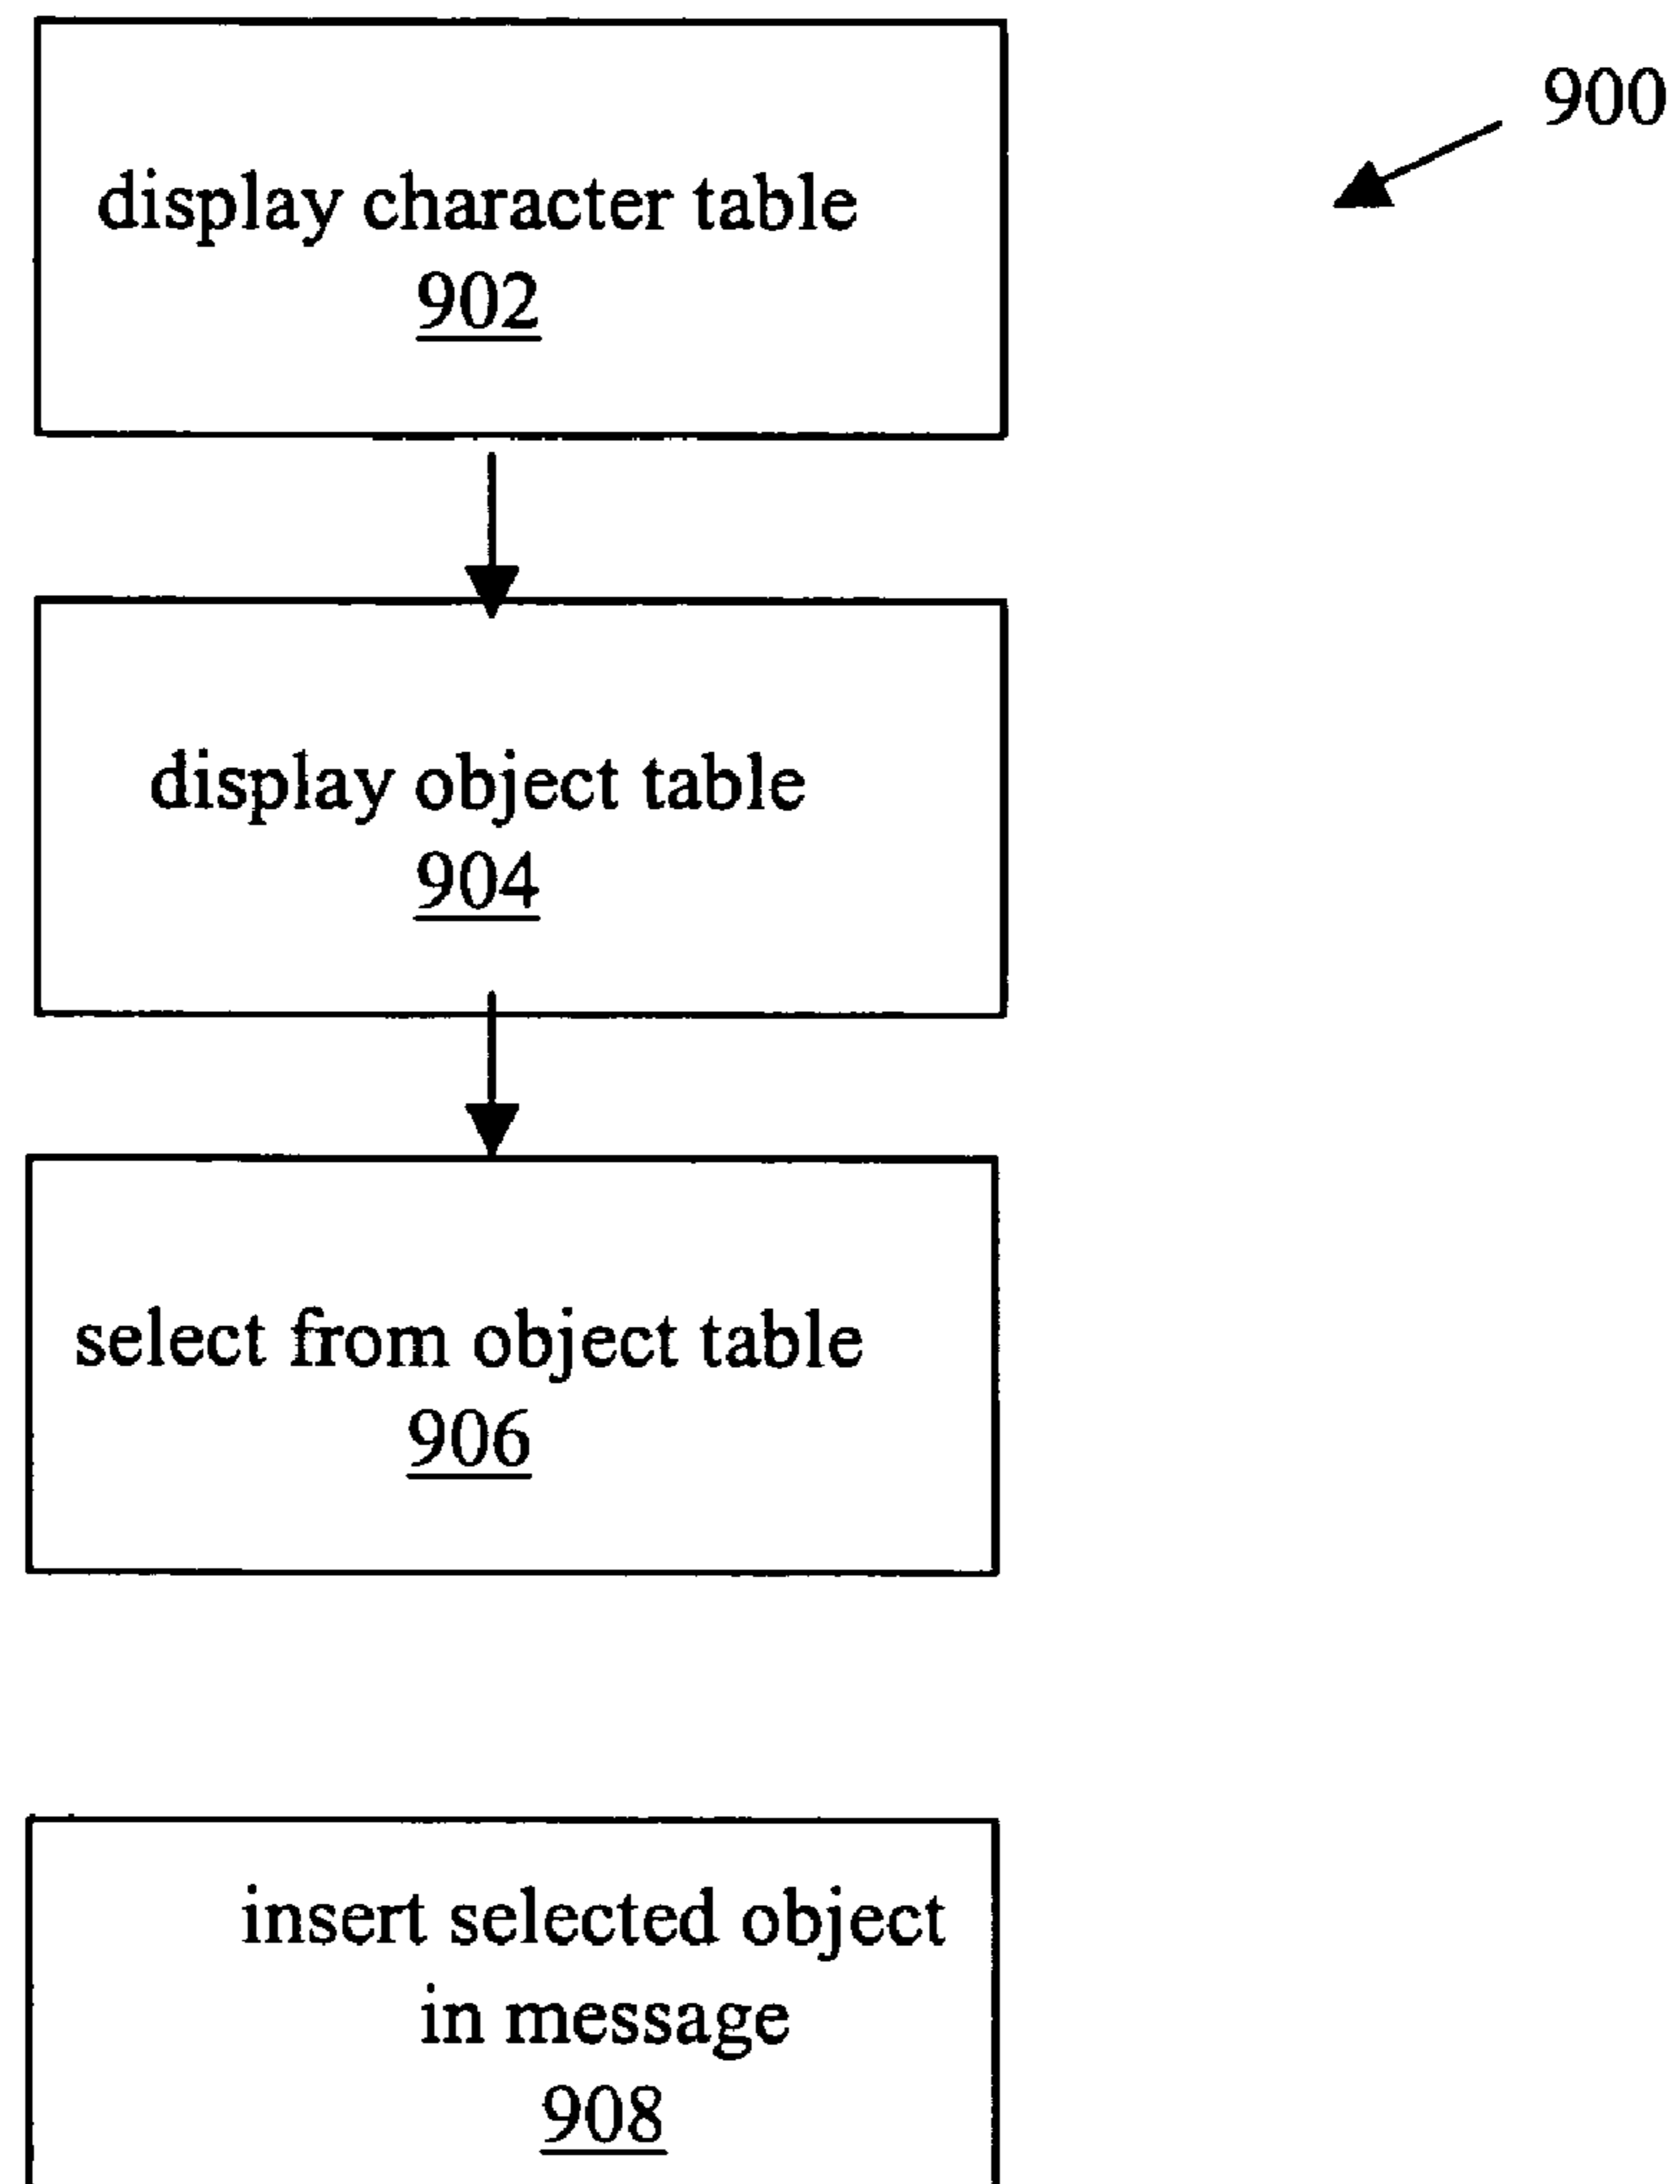 900
display character table
902
display object table
904
select from object table
906
insert selected object
in message
908